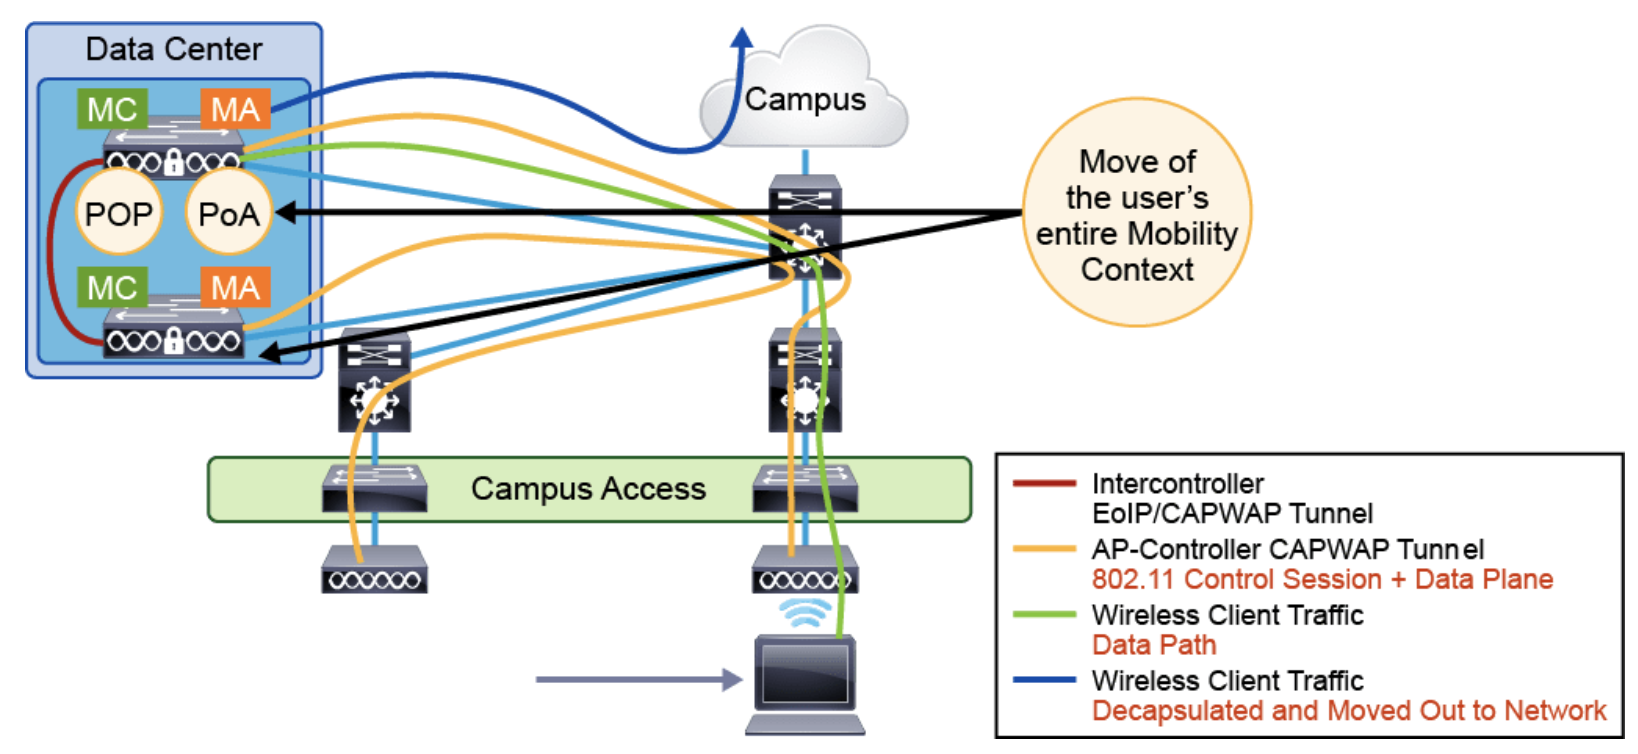 Data Center
MC
MA
POP
PoA
MC
MA
Campus
Move of
the user's
entire Mobility
Context
Campus Access
Intercontroller
EoIP/CAPWAP Tunnel
AP-Controller CAPWAP Tunnel
802.11 Control Session + Data Plane
Wireless Client Traffic
Data Path
Wireless Client Traffic
Decapsulated and Moved Out to Network